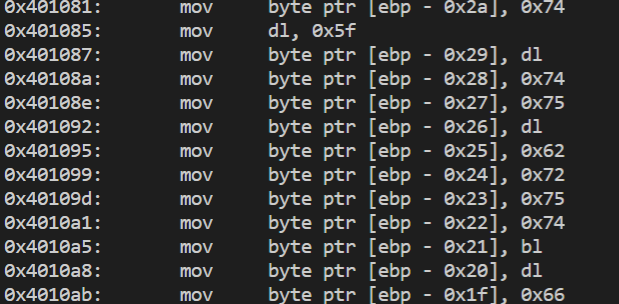 0x401081: mov byte ptr [ebp - 0x2a], 0x74
0x401085: mov dl, 0x5f
0x401087: mov byte ptr [ebp - 0x29], dl
0x40108a: mov byte ptr [ebp - 0x28], 0x74
0x40108e: mov byte ptr [ebp - 0x27], 0x75
0x401092: mov byte ptr [ebp - 0x26], dl
0x401095: mov byte ptr [ebp - 0x25], 0x62
0x401099: mov byte ptr [ebp - 0x24], 0x72
0x40109d: mov byte ptr [ebp - 0x23], 0x75
0x4010a1: mov byte ptr [ebp - 0x22], 0x74
0x4010a5: mov byte ptr [ebp - 0x21], bl
0x4010a8: mov byte ptr [ebp - 0x20], dl
0x4010ab: mov byte ptr [ebp - 0x1f], 0x66